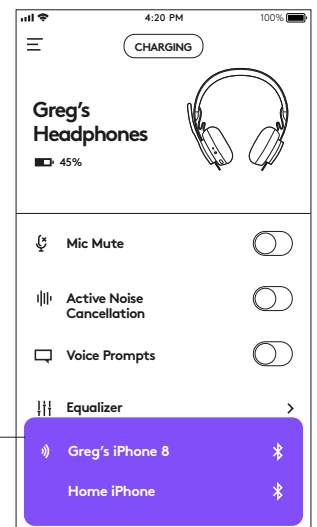 4:20 PM
100%
CHARGING
Greg's
Headphones
45%
Mic Mute
Active Noise
Cancellation
Voice Prompts
Equalizer
Greg's iPhone 8
Home iPhone